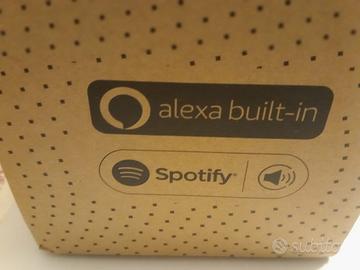 alexa built-in
Spotify®
subito